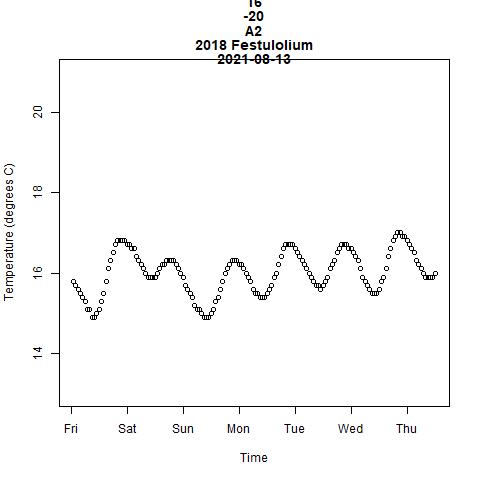 16
-20
A2
2018 Festulolium
2021-08-13
Temperature (degrees C)
20
18
16
14
Fri Sat Sun Mon Tue Wed Thu
Time